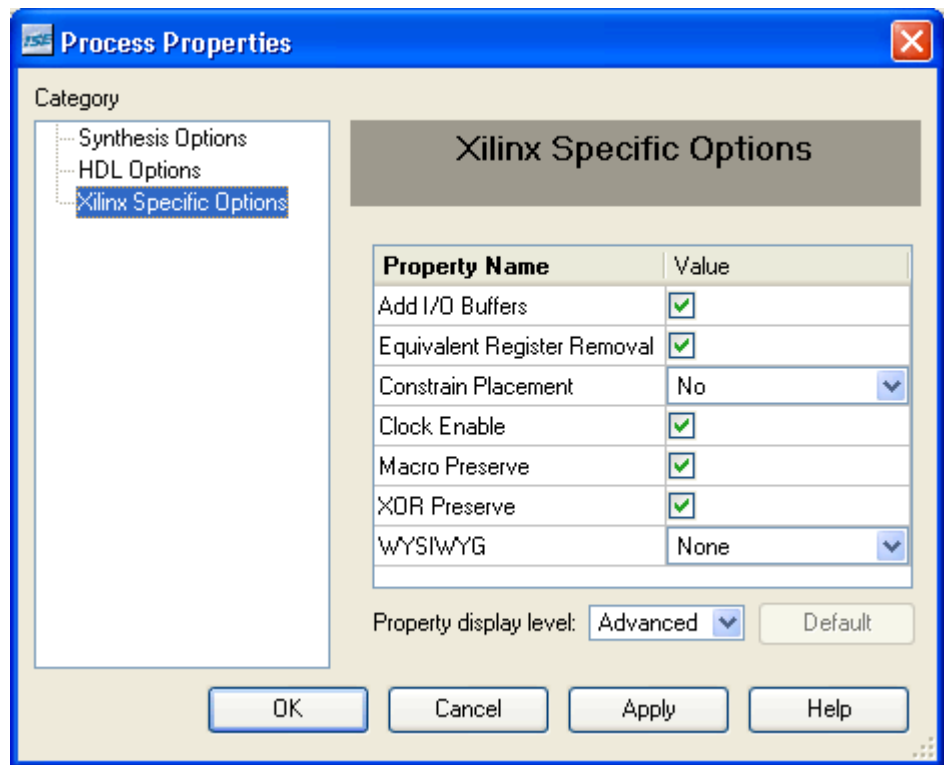 ISE Process Properties
Category
Synthesis Options
HDL Options
Xilinx Specific Options
Xilinx Specific Options
Property Name Value
Add I/O Buffers
Equivalent Register Removal
Constrain Placement No
Clock Enable
Macro Preserve
XOR Preserve
WYSIWYG None
Property display level: Advanced Default
OK Cancel Apply Help